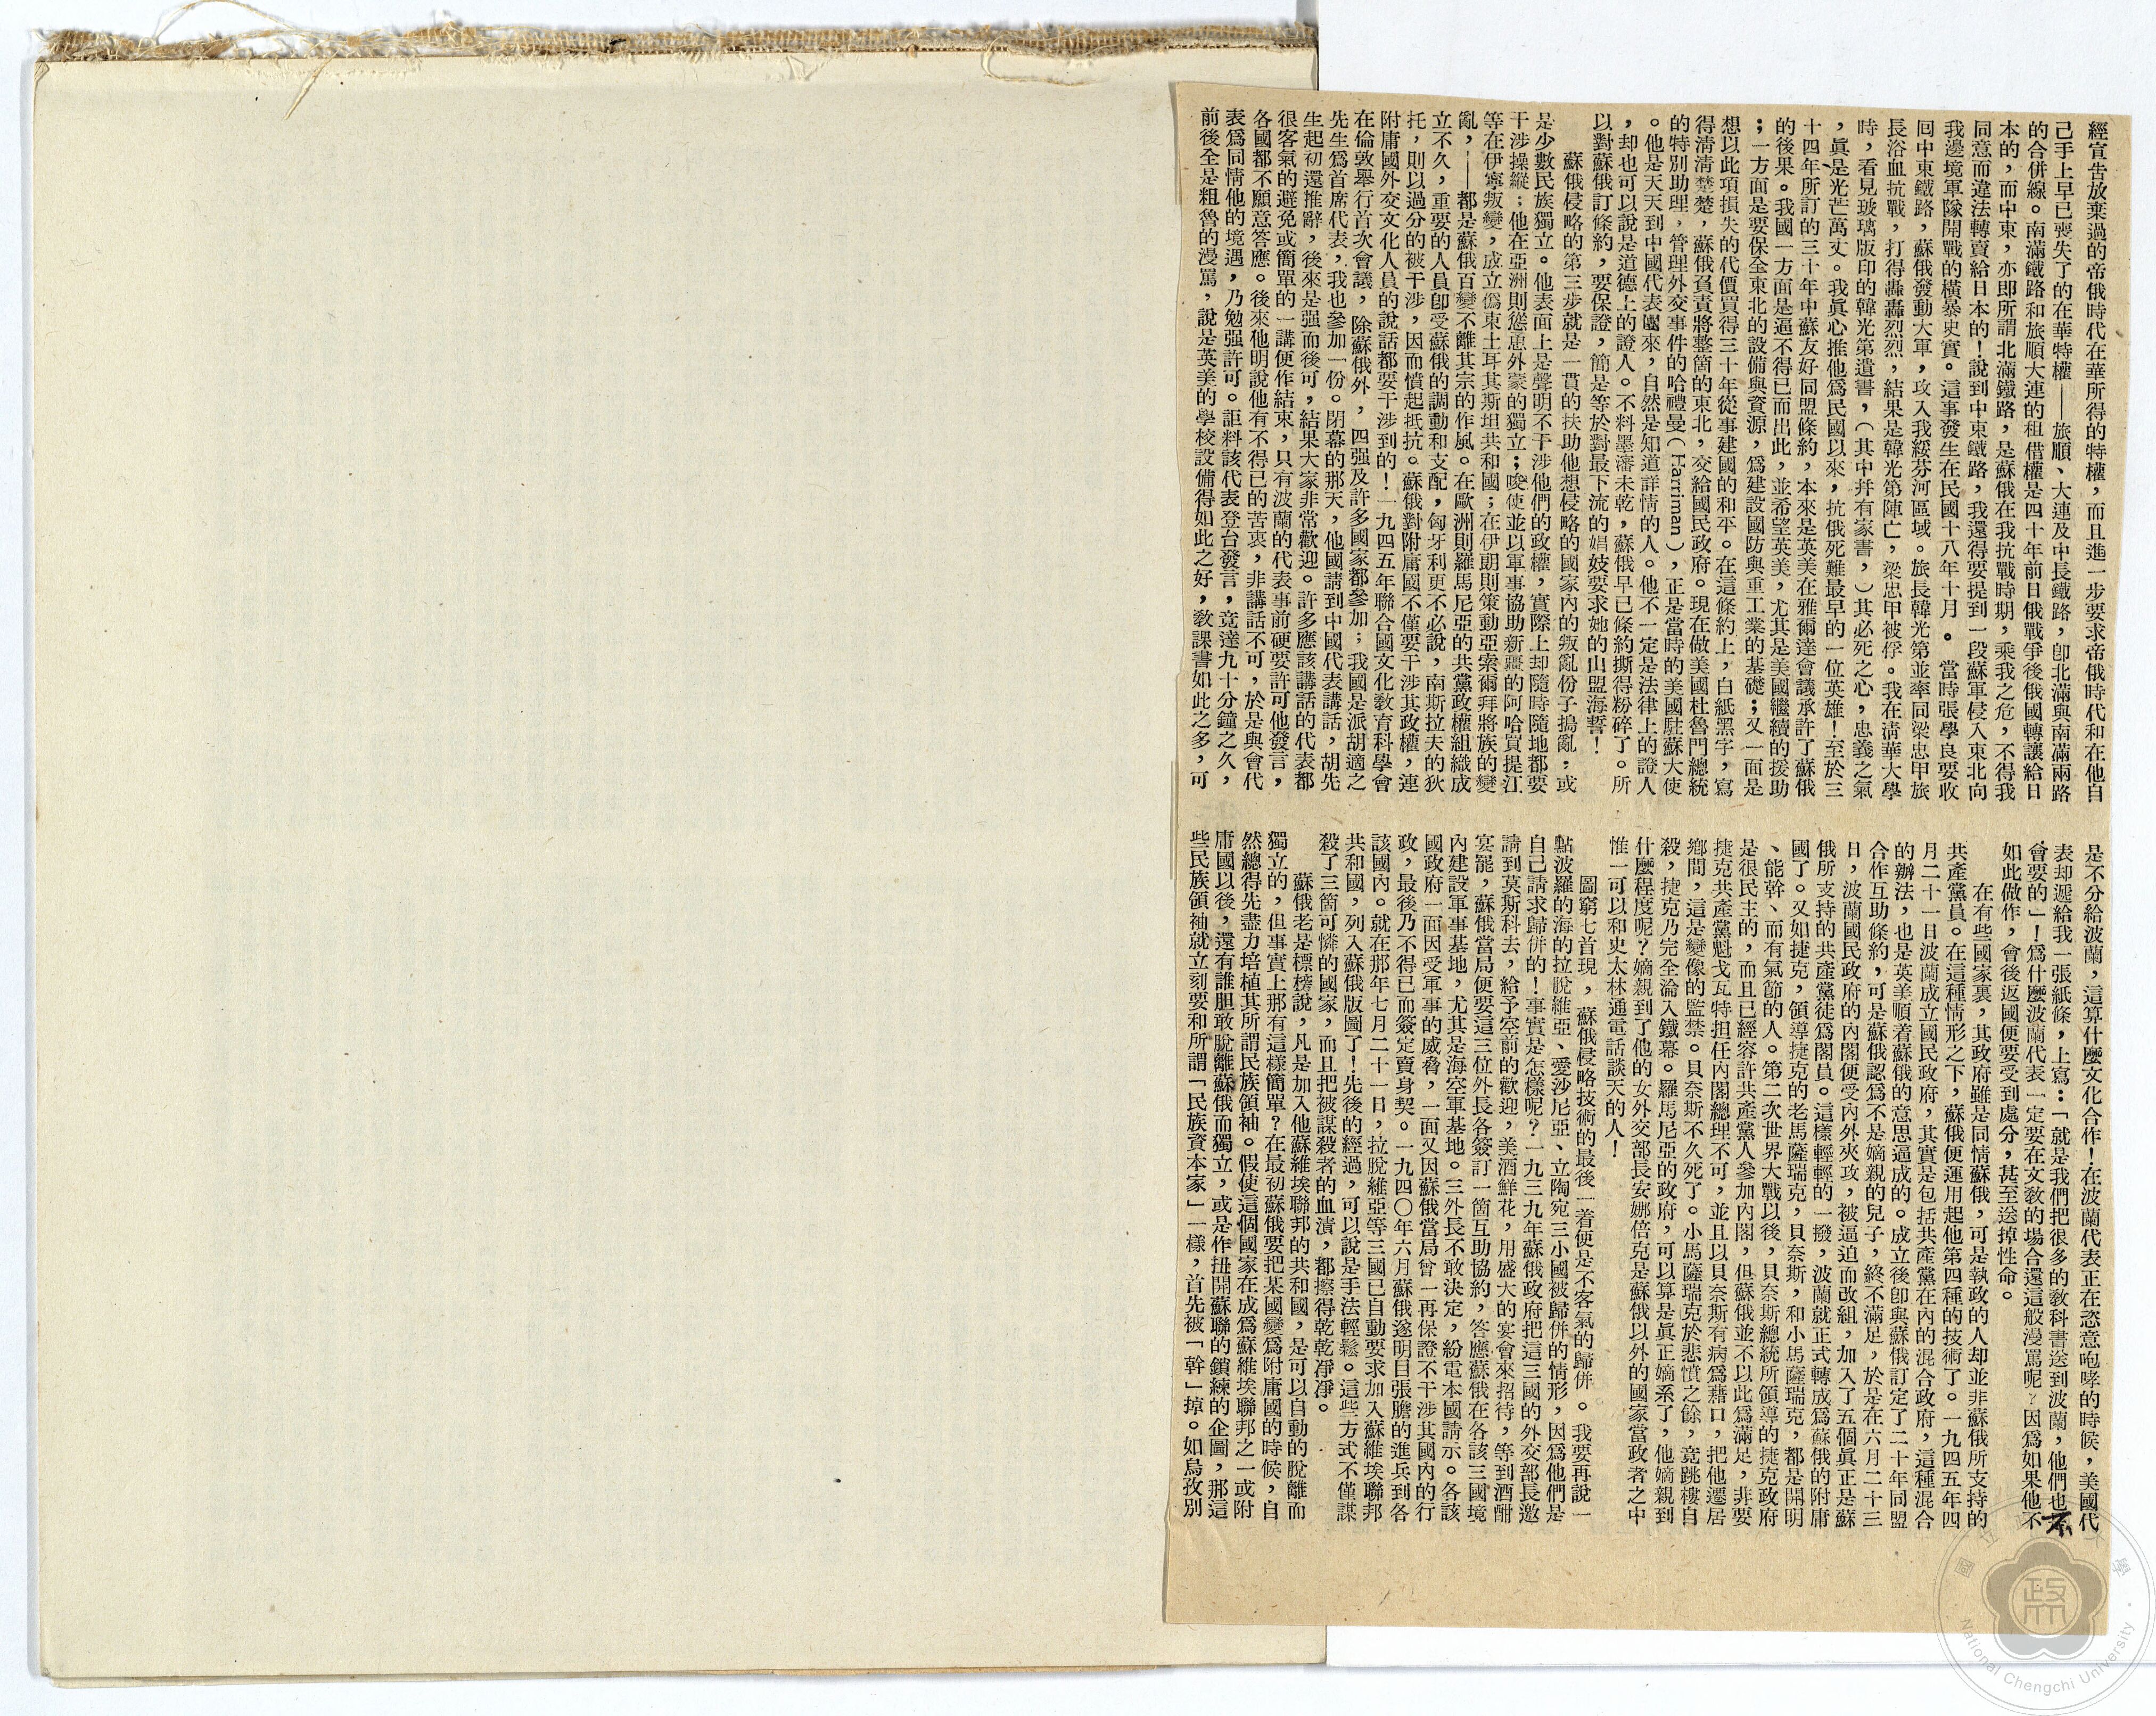 經宣告放棄過的帝俄時代在華所得的特權，而且進一步要求帝俄時代和在他自
己手上早已喪失了的在華特權——旅順、大連及中長鐵路，卽北滿與南滿兩路
的合併線。南滿鐵路和旅順大連的租借權是四十年前日俄戰爭後俄國轉讓給日
本的，而中東，亦即所謂北滿鐵路，是蘇俄在我抗戰時期，乘我之危，不得我
同意而違法轉賣給日本的！說到中東鐵路，我還得要提到一段蘇軍侵入東北向
我邊境軍隊開戰的橫暴史實。這事發生在民國十八年十月。當時張學良要收
回中東鐵路，蘇俄發動大軍，攻入我綏芬河區域。旅長韓光第並率同梁忠甲旅
長浴血抗戰，打得轟轟烈烈，結果是韓光第陣亡，梁忠甲被俘。我在淸華大學
時，看見玻璃版印的韓光第遺書，（其中幷有家書，）其必死之心，忠義之氣
，眞是光芒萬丈。我眞心推他爲民國以來，抗俄死難最早的一位英雄！至於三
十四年所訂的三十年中蘇友好同盟條約，本來是英美在雅爾達會議承許了蘇俄
的後果。我國一方面是逼不得已而出此，並希望英美，尤其是美國繼續的援助
；一方面是要保全東北的設備與資源，爲建設國防與重工業的基礎；又一面是
想以此項損失的代價買得三十年從事建國的和平。在這條約上，白紙黑字，寫
得淸淸楚楚，蘇俄負責將整箇的東北，交給國民政府。現在做美國杜魯門總統
的特別助理，管理外交事件的哈禮曼（Harriman），正是當時的美國駐蘇大使
。他是天天到中國代表團來，自然是知道詳情的人。他不一定是法律上的證人
，却也可以說是道德上的證人。不料墨瀋未乾，蘇俄早已條約撕得粉碎了。所
以對蘇俄訂條約，要保證，簡是等於對最下流的娼妓要求她的山盟海誓！
蘇俄侵略的第三步就是一貫的扶助他想侵略的國家內的叛亂份子搗亂；或
是少數民族獨立。他表面上是聲明不干涉他們的政權，實際上却隨時隨地都要
干涉操縱；他在亞洲則慫恿外蒙的獨立；唆使並以軍事協助新疆的阿哈買提江
等在伊寧叛變，成立僞東土耳其斯坦共和國；在伊朗則策動亞索爾拜將族的變
亂，——都是蘇俄百變不離其宗的作風。在歐洲則羅馬尼亞的共黨政權組織成
立不久，重要的人員卽受蘇俄的調動和支配，匈牙利更不必說，南斯拉夫的狄
托，則以過分的被干涉，因而憤起抵抗。蘇俄對附庸國不僅要干涉其政權，連
附庸國外交文化人員的說話都要干涉到的！一九四五年聯合國文化敎育科學會
在倫敦舉行首次會議，除蘇俄外，四强及許多國家都參加；我國是派胡適之
先生爲首席代表，我也參加一份。閉幕的那天，他國請到中國代表講話，胡先
生起初還推辭，後來是强而後可，結果大家非常歡迎。許多應該講話的代表都
很客氣的避免或簡單的一講便作結束，只有波蘭的代表事前硬要許可他發言，
各國都不願意答應。後來他明說他有不得已的苦衷，非講話不可，於是與會代
表爲同情他的境遇，乃勉强許可。詎料該代表登台發言，竟達九十分鐘之久，
前後全是粗魯的漫罵，說是英美的學校設備得如此之好，敎課書如此之多，可
是不分給波蘭，這算什麼文化合作！在波蘭代表正在恣意咆哮的時候，美國代
表却遞給我一張紙條，上寫：「就是我們把很多的敎科書送到波蘭，他們也不
會要的」！爲什麼波蘭代表一定要在文敎的場合還這般漫罵呢？因爲如果他不
如此做作，會後返國便要受到處分，甚至送掉性命。
在有些國家裏，其政府雖是同情蘇俄，可是執政的人却並非蘇俄所支持的
共產黨員。在這種情形之下，蘇俄便運用起他第四種的技術了。一九四五年四
月二十一日波蘭成立國民政府，其實是包括共產黨在內的混合政府，這種混合
的辦法，也是英美順着蘇俄的意思逼成的。成立後卽與蘇俄訂定了二十年同盟
合作互助條約，可是蘇俄認爲不是嫡親的兒子，終不滿足，於是在六月二十三
日，波蘭國民政府的內閣便受內外夾攻，被逼迫而改組，加入了五個眞正是蘇
俄所支持的共產黨徒爲閣員。這樣輕輕的一撥，波蘭就正式轉成爲蘇俄的附庸
國了。又如捷克，領導捷克的老馬薩瑞克，貝奈斯，和小馬薩瑞克，都是開明
、能幹、而有氣節的人。第二次世界大戰以後，貝奈斯總統所領導的捷克政府
是很民主的，而且已經容許共產黨人參加內閣，但蘇俄並不以此爲滿足，非要
捷克共產黨魁戈瓦特担任內閣總理不可，並且以貝奈斯有病爲藉口，把他遷居
鄉間，這是變像的監禁。貝奈斯不久死了。小馬薩瑞克於悲憤之餘，竟跳樓自
殺，捷克乃完全淪入鐵幕。羅馬尼亞的政府，可以算是眞正嫡系了，他嫡親到
什麼程度呢？嫡親到了他的女外交部長安娜倍克是蘇俄以外的國家當政者之中
惟一可以和史太林通電話談天的人！
圖窮匕首現，蘇俄侵略技術的最後一着便是不客氣的歸併。我要再說一
點波羅的海的拉脫維亞、愛沙尼亞、立陶宛三小國被歸併的情形，因爲他們是
自己請求歸併的！事實是怎樣呢？一九三九年蘇俄政府把這三國的外交部長邀
請到莫斯科去，給予空前的歡迎，美酒鮮花，用盛大的宴會來招待，等到酒酣
宴罷，蘇俄當局便要這三位外長各簽訂一箇互助協約，答應蘇俄在各該三國境
內建設軍事基地，尤其是海空軍基地。三外長不敢決定，紛電本國請示。各該
國政府一面因受軍事的威脅，一面又因蘇俄當局曾一再保證不干涉其國內的行
政，最後乃不得已而簽定賣身契。一九四〇年六月蘇俄遂明目張膽的進兵到各
該國內。就在那年七月二十一日，拉脫維亞等三國已自動要求加入蘇維埃聯邦
共和國，列入蘇俄版圖了！先後的經過，可以說是手法輕鬆。這些方式不僅謀
殺了三箇可憐的國家，而且把被謀殺者的血漬，都擦得乾乾凈凈。
蘇俄老是標榜說，凡是加入他蘇維埃聯邦的共和國，是可以自動的脫離而
獨立的，但事實上那有這樣簡單？在最初蘇俄要把某國變爲附庸國的時候，自
然總得先盡力培植其所謂民族領袖。假使這個國家在成爲蘇維埃聯邦之一或附
庸國以後，還有誰胆敢脫離蘇俄而獨立，或是作扭開蘇聯的鎖練的企圖，那這
些民族領袖就立刻要和所謂「民族資本家」一樣，首先被「幹」掉。如烏孜別
國立政治大學
政
National Chengchi University